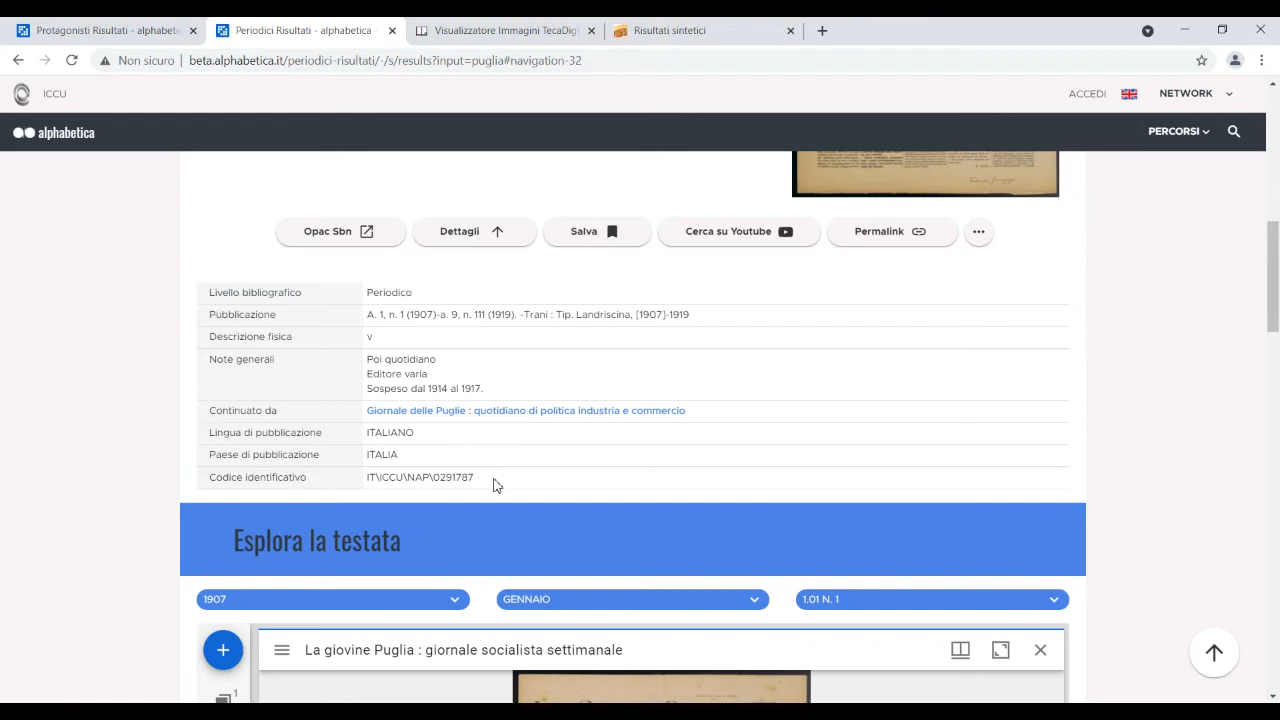 Protagonisti Risultati - alphabeti
Periodici Risultati - alphabetica
Visualizzatore Immagini TecaDigi
Risultati sintetici
Non sicuro
beta.alphabetica.it/periodici-risultati/-/s/results?input=puglia#navigation-32
ICCU
ACCEDI
NETWORK
alphabetica
PERCORSI
Opac Sbn
Dettagli
Salva
Cerca su Youtube
Permalink
Livello bibliografico Periodico
Pubblicazione A. 1, n. 1 (1907)-a. 9, n. 111 (1919). -Trani : Tip. Landriscina, [1907]-1919
Descrizione fisica v
Note generali Poi quotidiano
Editore varia
Sospeso dal 1914 al 1917.
Continuato da Giornale delle Puglie : quotidiano di politica industria e commercio
Lingua di pubblicazione ITALIANO
Paese di pubblicazione ITALIA
Codice identificativo IT\ICCU\NAP\0291787
Esplora la testata
1907
GENNAIO
1.01 N. 1
La giovine Puglia : giornale socialista settimanale
1